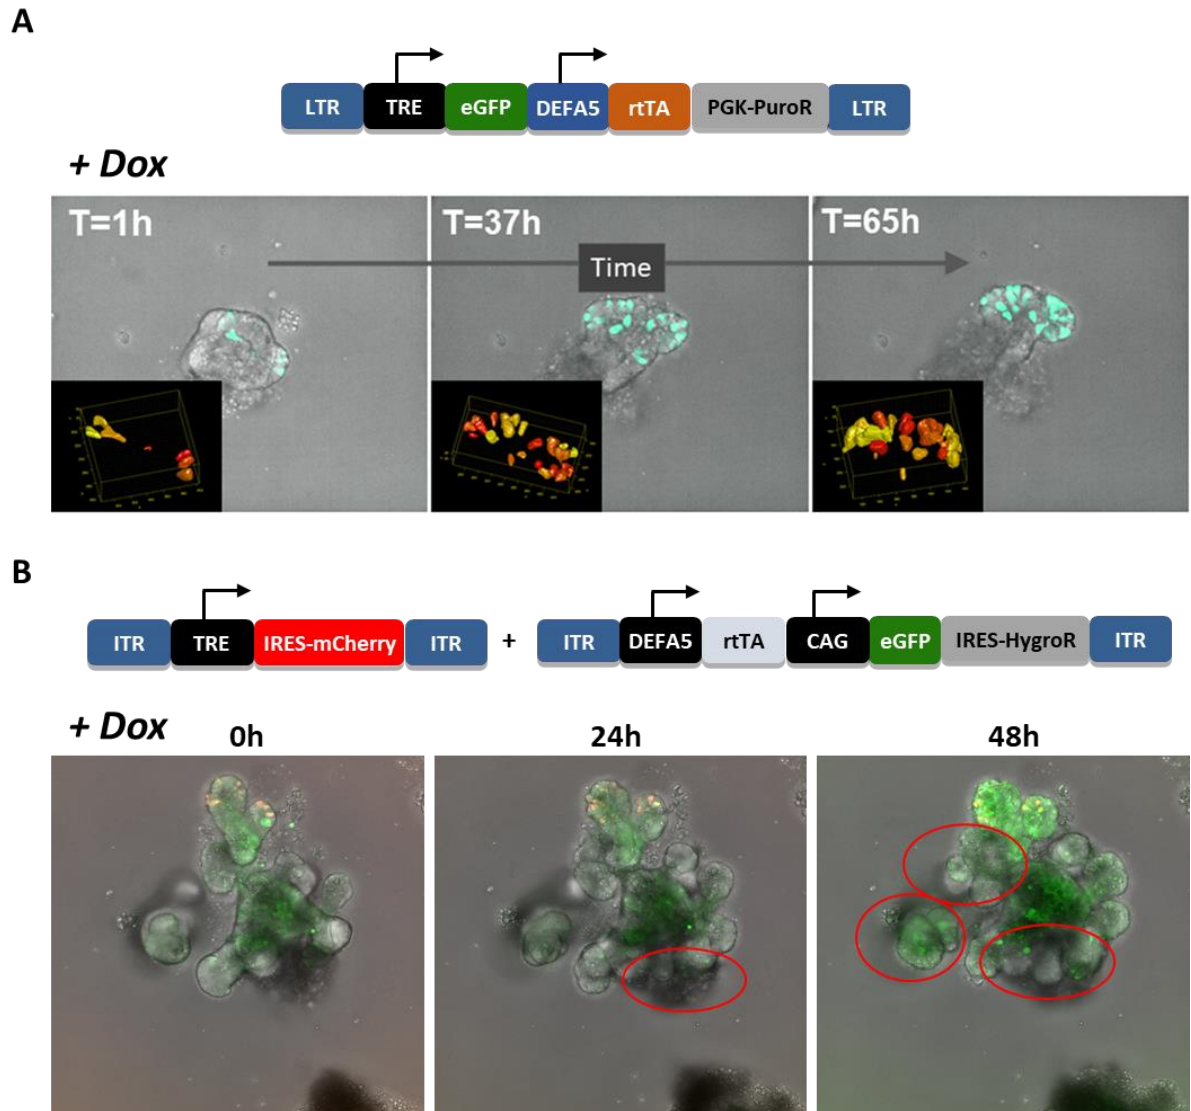 A
LTR TRE eGFP DEFA5 rtTA PGK-PuroR LTR
+ Dox
T=1h T=37h T=65h
Time
B
ITR TRE IRES-mCherry ITR + ITR DEFA5 rtTA CAG eGFP IRES-HygroR ITR
+ Dox
0h 24h 48h